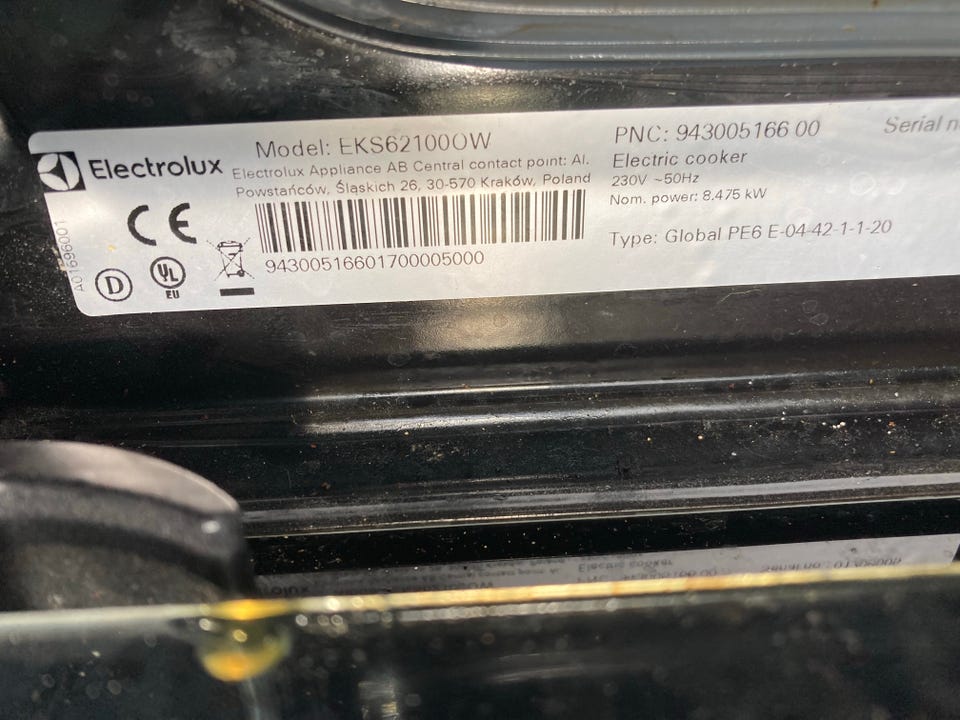 Electrolux
Model: EKS62100OW
Electrolux Appliance AB Central contact point: Al.
Powstańców, Śląskich 26, 30-570 Kraków, Poland
94300516601700005000
CE
D
UL
EU
A01696001
PNC: 943005166 00
Electric cooker
230V ~50Hz
Nom. power: 8.475 kW
Type: Global PE6 E-04-42-1-1-20
Serial